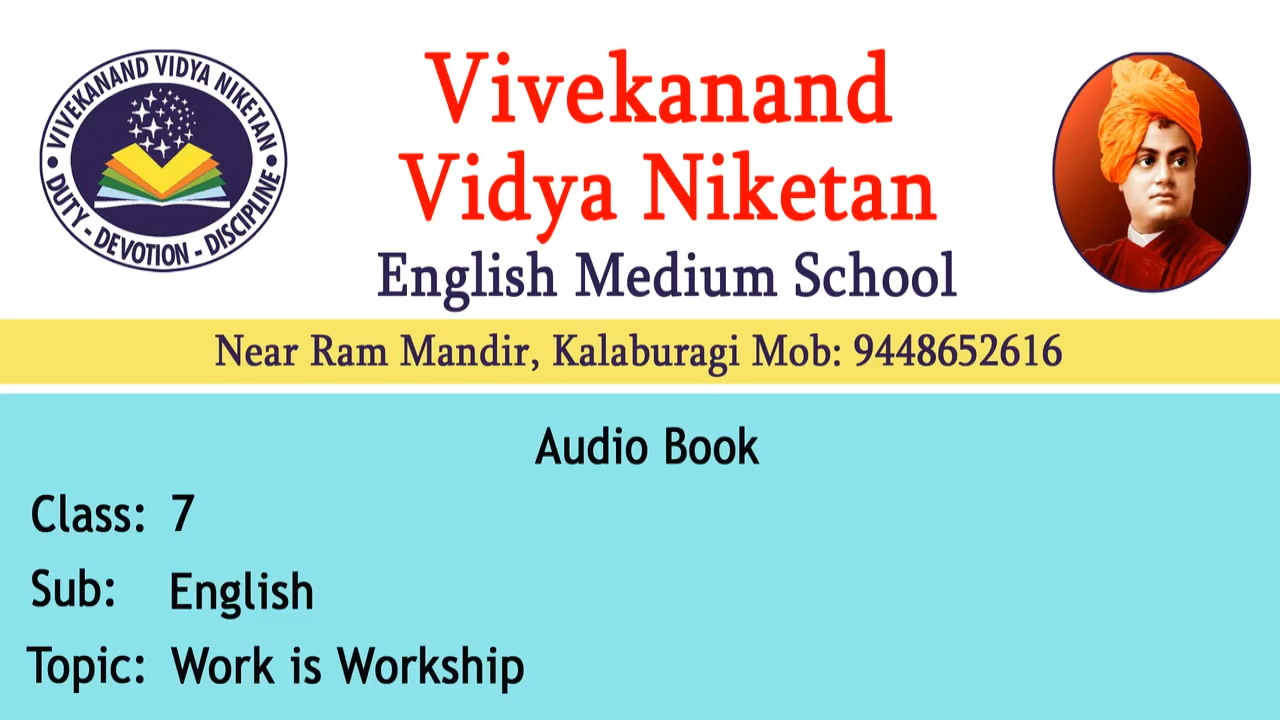 VIVEKANAND VIDYA NIKETAN
DUTY - DEVOTION - DISCIPLINE
Vivekanand
Vidya Niketan
English Medium School
Near Ram Mandir, Kalaburagi Mob: 9448652616
Audio Book
Class: 7
Sub: English
Topic: Work is Workship